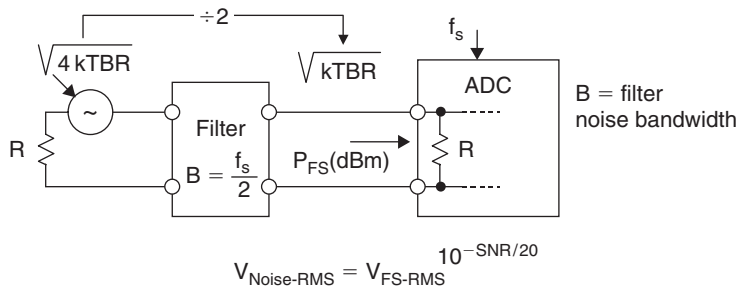 ÷2
√4 kTBR
√kTBR
f_s
ADC
B = filter
noise bandwidth
~
R
Filter
B = f_s/2
P_FS(dBm)
R
V_Noise-RMS = V_FS-RMS^10^–SNR/20